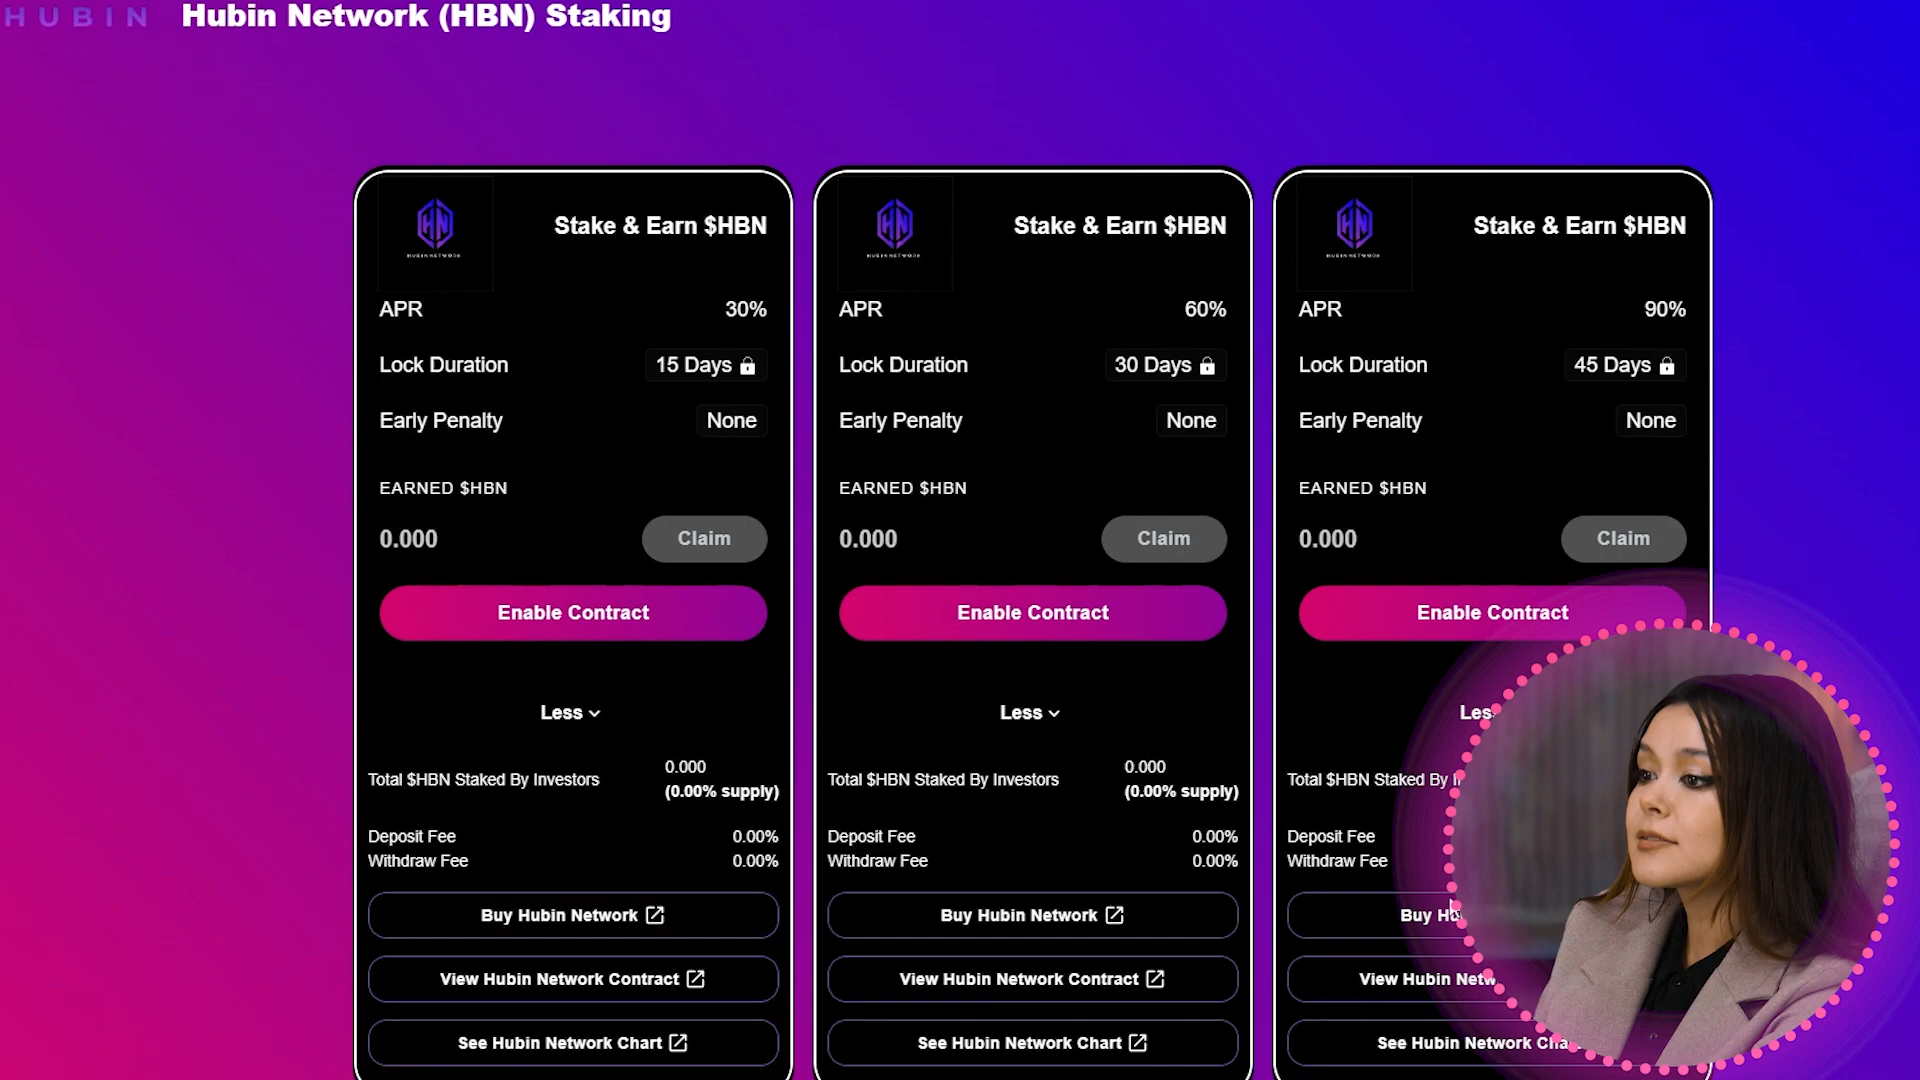 HUBIN
Hubin Network (HBN) Staking
Stake & Earn $HBN
HUBIN NETWORK
APR 30%
Lock Duration 15 Days
Early Penalty None
EARNED $HBN
0.000 Claim
Enable Contract
Less
Total $HBN Staked By Investors 0.000
(0.00% supply)
Deposit Fee 0.00%
Withdraw Fee 0.00%
Buy Hubin Network
View Hubin Network Contract
See Hubin Network Chart
Stake & Earn $HBN
HUBIN NETWORK
APR 60%
Lock Duration 30 Days
Early Penalty None
EARNED $HBN
0.000 Claim
Enable Contract
Less
Total $HBN Staked By Investors 0.000
(0.00% supply)
Deposit Fee 0.00%
Withdraw Fee 0.00%
Buy Hubin Network
View Hubin Network Contract
See Hubin Network Chart
Stake & Earn $HBN
HUBIN NETWORK
APR 90%
Lock Duration 45 Days
Early Penalty None
EARNED $HBN
0.000 Claim
Enable Contract
Les
Total $HBN Staked By
Deposit Fee
Withdraw Fee
Buy
View Hubin
See Hubin Network